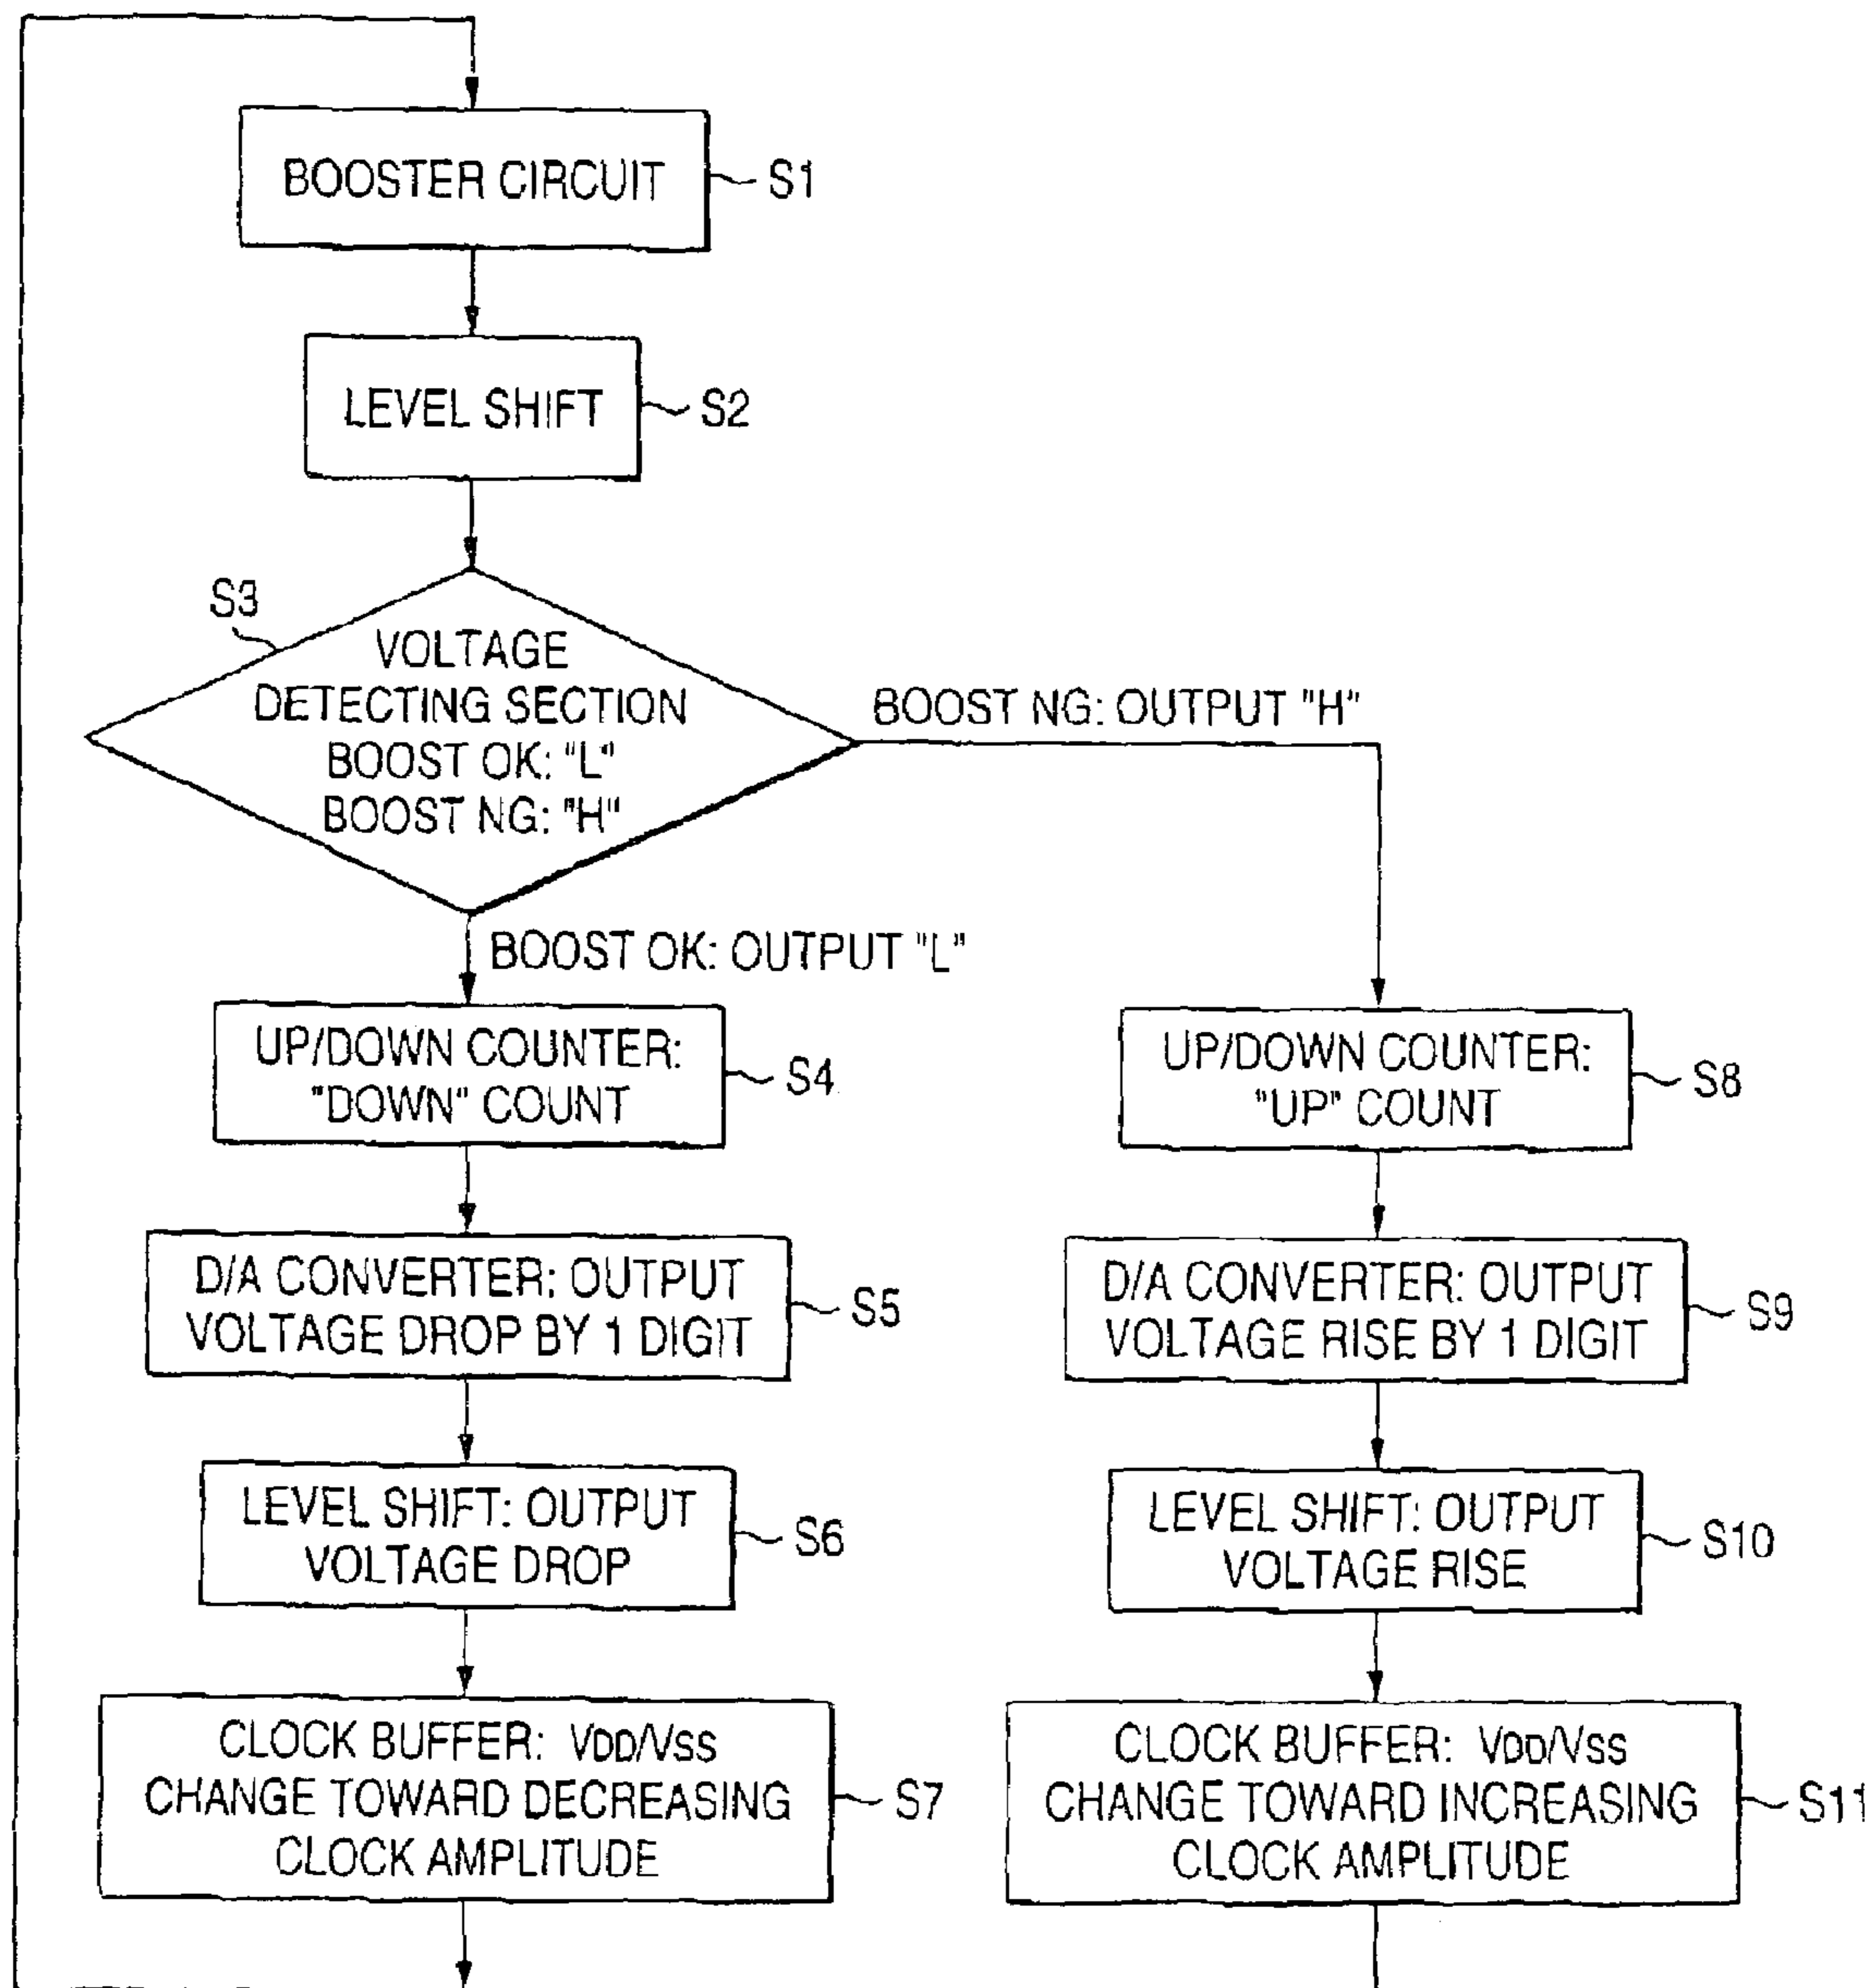 BOOSTER CIRCUIT
S1
LEVEL SHIFT
S2
S3
VOLTAGE
DETECTING SECTION
BOOST OK: "L"
BOOST NG: "H"
BOOST NG: OUTPUT "H"
BOOST OK: OUTPUT "L"
UP/DOWN COUNTER:
"DOWN" COUNT
S4
D/A CONVERTER: OUTPUT
VOLTAGE DROP BY 1 DIGIT
S5
LEVEL SHIFT: OUTPUT
VOLTAGE DROP
S6
CLOCK BUFFER: VDD/VSS
CHANGE TOWARD DECREASING
CLOCK AMPLITUDE
S7
UP/DOWN COUNTER:
"UP" COUNT
S8
D/A CONVERTER: OUTPUT
VOLTAGE RISE BY 1 DIGIT
S9
LEVEL SHIFT: OUTPUT
VOLTAGE RISE
S10
CLOCK BUFFER: VDD/VSS
CHANGE TOWARD INCREASING
CLOCK AMPLITUDE
S11